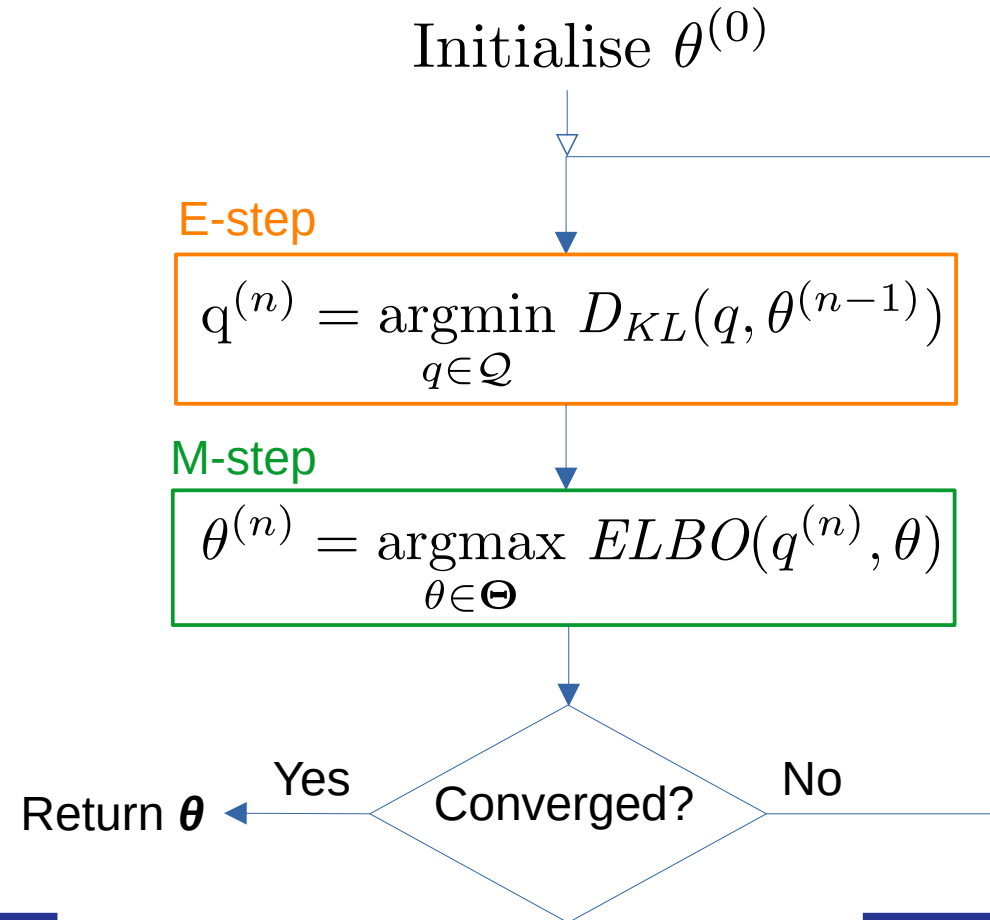 Initialise θ^(0)
E-step
q^(n) = argmin D_KL(q, θ^(n−1))
q∈𝒬
M-step
θ^(n) = argmax ELBO(q^(n), θ)
θ∈Θ
Yes
No
Converged?
Return θ